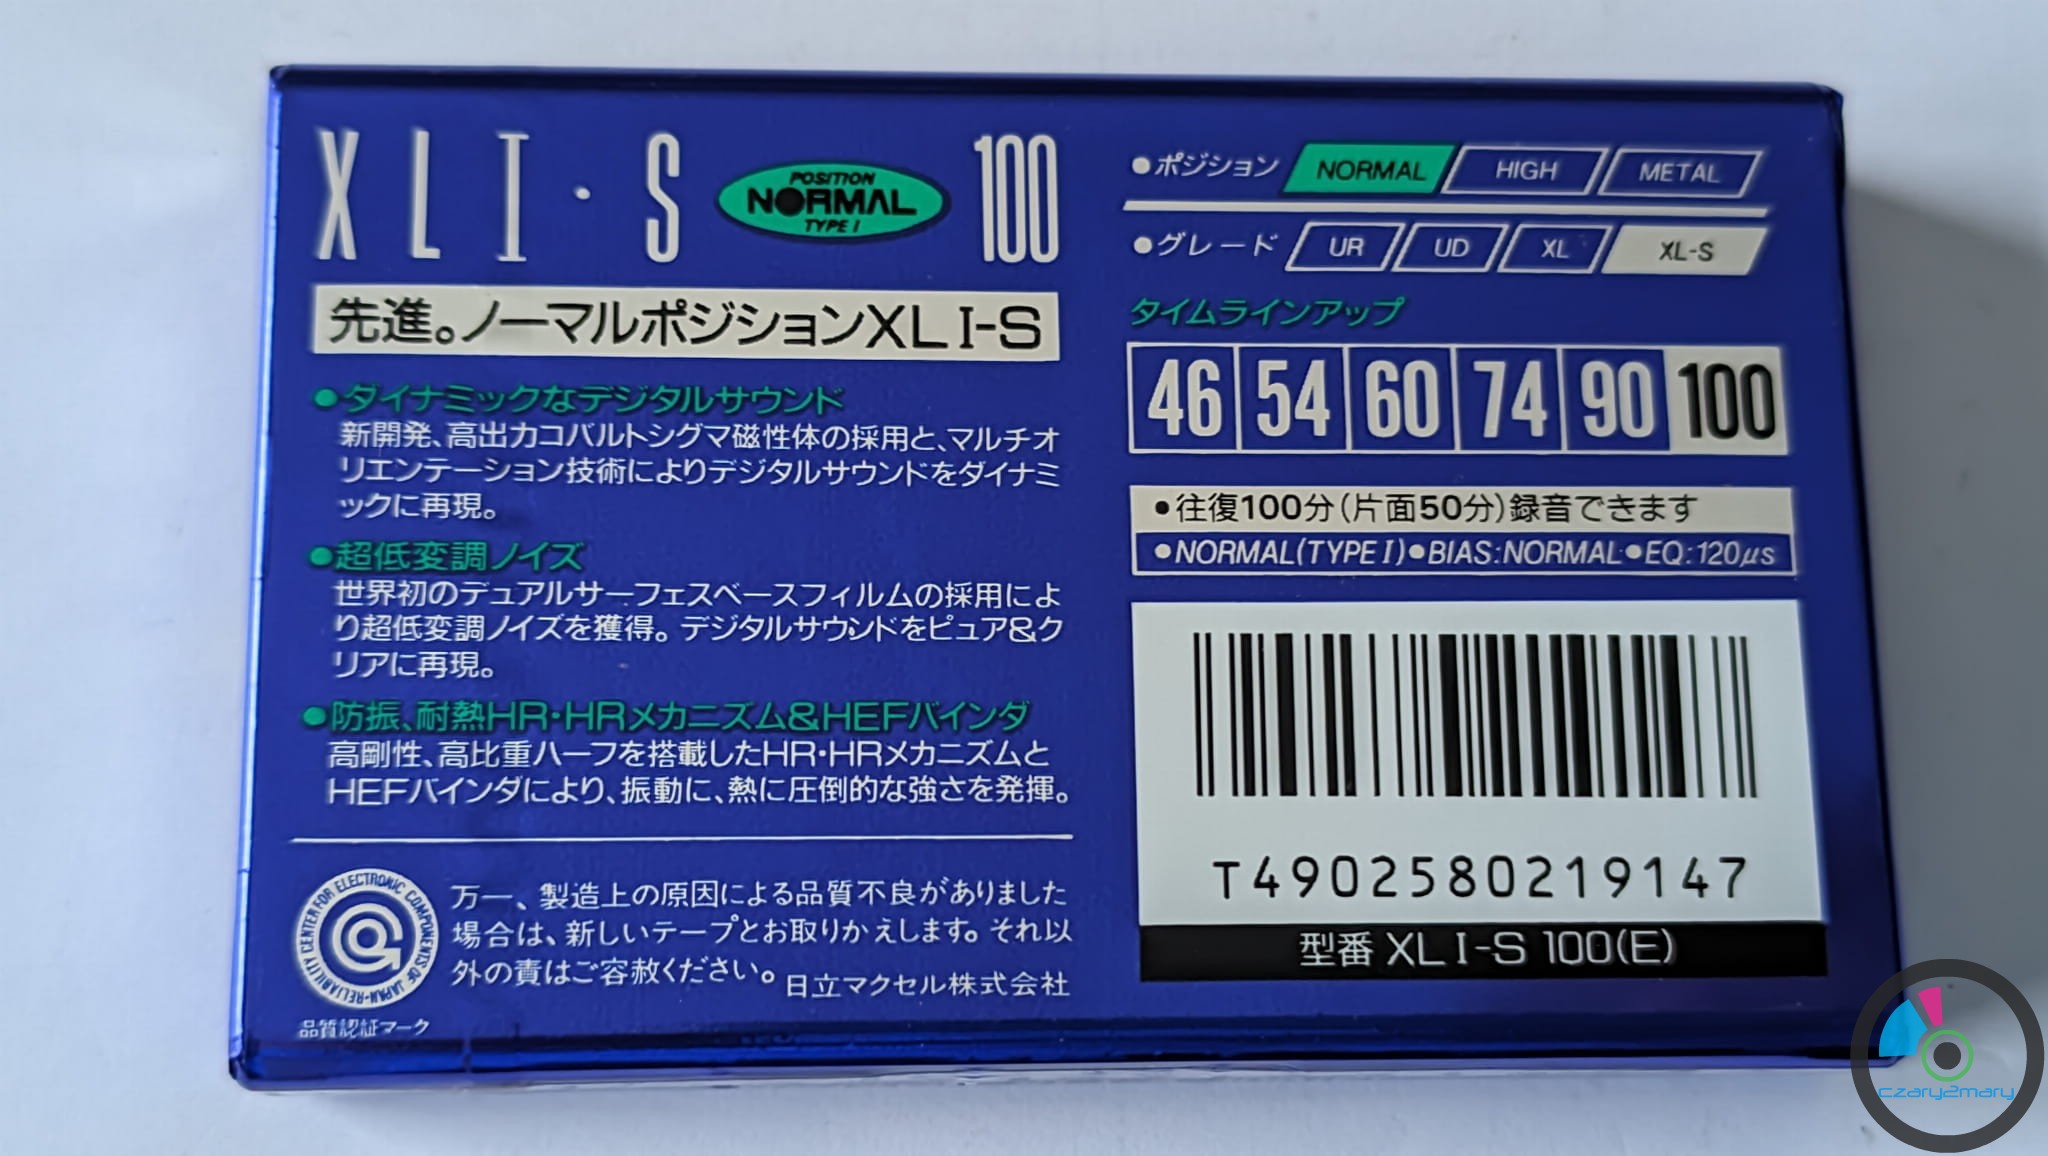 XLI・S POSITION NORMAL TYPE I 100
先進。ノーマルポジションXLI-S
●ダイナミックなデジタルサウンド
新開発、高出力コバルトシグマ磁性体の採用と、マルチオ
リエンテーション技術によりデジタルサウンドをダイナミ
ックに再現。
●超低変調ノイズ
世界初のデュアルサーフェスベースフィルムの採用によ
り超低変調ノイズを獲得。デジタルサウンドをピュア&ク
リアに再現。
●防振、耐熱HR・HRメカニズム&HEFバインダ
高剛性、高比重ハーフを搭載したHR・HRメカニズムと
HEFバインダにより、振動に、熱に圧倒的な強さを発揮。
RELIABILITY CENTER FOR ELECTRONIC COMPONENTS OF JAPAN
品質認証マーク
万一、製造上の原因による品質不良がありました
場合は、新しいテープとお取りかえします。それ以
外の責はご容赦ください。
日立マクセル株式会社
●ポジション NORMAL HIGH METAL
●グレード UR UD XL XL-S
タイムラインアップ
46 54 60 74 90 100
●往復100分(片面50分)録音できます
●NORMAL(TYPE I)●BIAS:NORMAL●EQ:120μs
T4902580219147
型番 XLI-S 100(E)
czary2mary